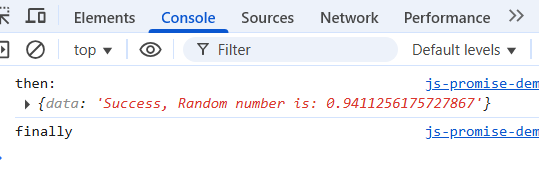 Elements Console Sources Network Performance
top Filter Default levels
then: js-promise-dem
{data: 'Success, Random number is: 0.9411256175727867'}
finally js-promise-dem